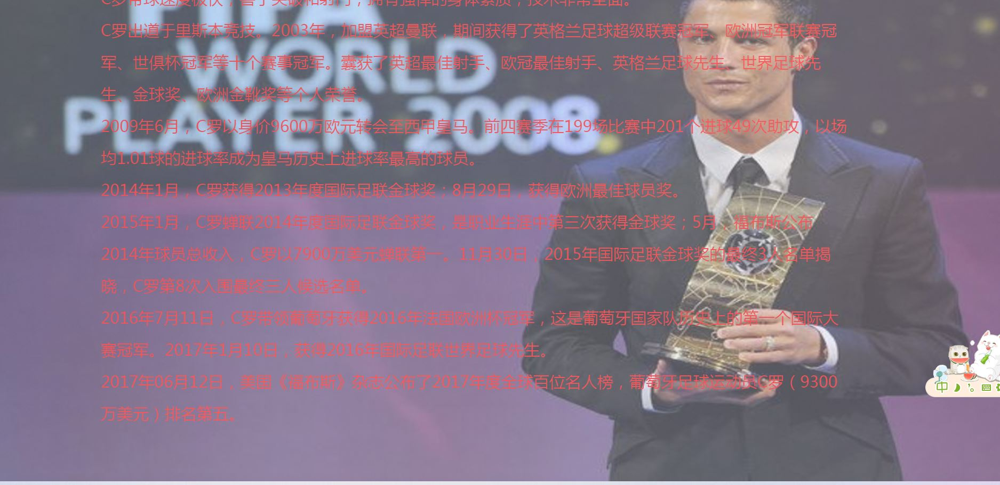 C罗带球速度极快，善于突破和射门，拥有强悍的身体素质，技术非常全面。
C罗出道于里斯本竞技。2003年，加盟英超曼联，期间获得了英格兰足球超级联赛冠军、欧洲冠军联赛冠
军、世俱杯冠军等十个赛事冠军。囊获了英超最佳射手、欧冠最佳射手、英格兰足球先生、世界足球先
生、金球奖、欧洲金靴奖等个人荣誉。
2009年6月，C罗以身价9600万欧元转会至西甲皇马。前四赛季在199场比赛中201个进球49次助攻，以场
均1.01球的进球率成为皇马历史上进球率最高的球员。
2014年1月，C罗获得2013年度国际足联金球奖；8月29日，获得欧洲最佳球员奖。
2015年1月，C罗蝉联2014年度国际足联金球奖，是职业生涯中第三次获得金球奖；5月，福布斯公布
2014年球员总收入，C罗以7900万美元蝉联第一。11月30日，2015年国际足联金球奖的最终3人名单揭
晓，C罗第8次入围最终三人候选名单。
2016年7月11日，C罗带领葡萄牙获得2016年法国欧洲杯冠军，这是葡萄牙国家队历史上的第一个国际大
赛冠军。2017年1月10日，获得2016年国际足联世界足球先生。
2017年06月12日，美国《福布斯》杂志公布了2017年度全球百位名人榜，葡萄牙足球运动员C罗（9300
万美元）排名第五。
FIFA
WORLD
PLAYER 2008
中